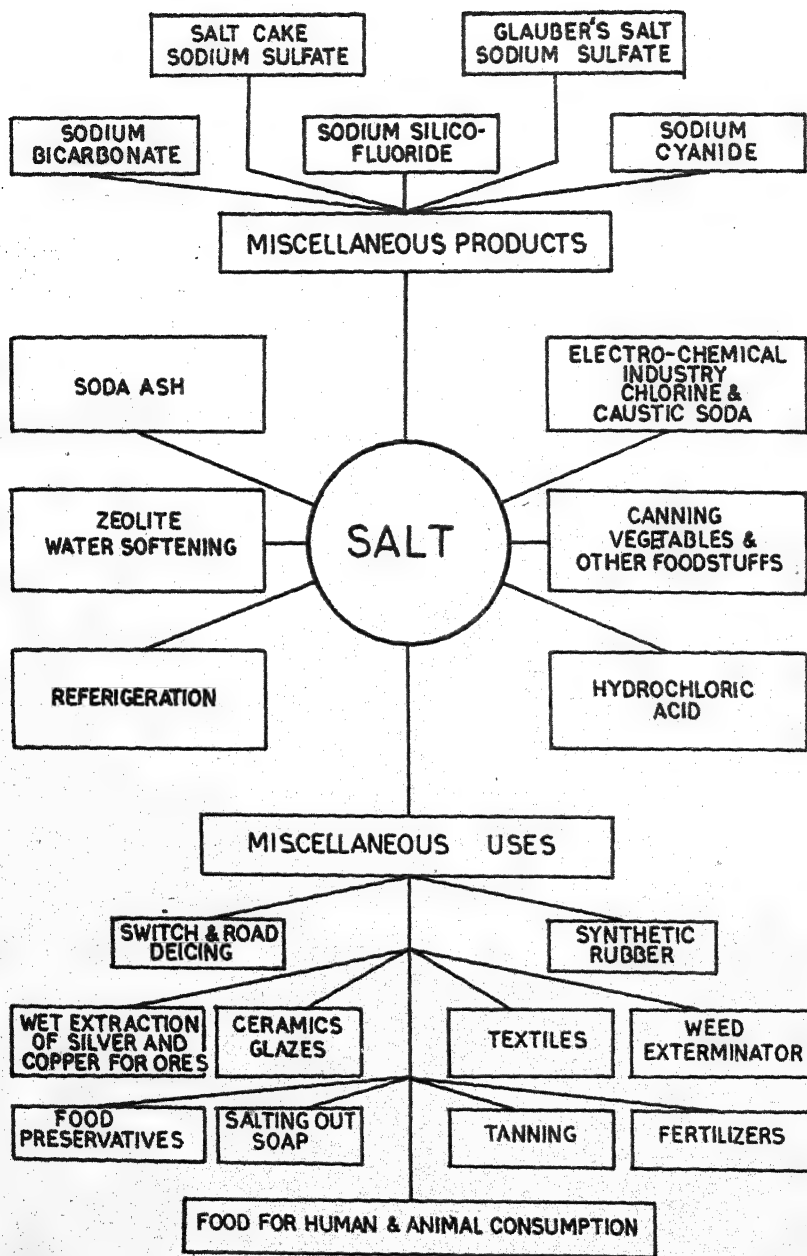 SALT CAKE
SODIUM SULFATE
GLAUBER'S SALT
SODIUM SULFATE
SODIUM
BICARBONATE
SODIUM SILICO-
FLUORIDE
SODIUM
CYANIDE
MISCELLANEOUS PRODUCTS
SODA ASH
ELECTRO-CHEMICAL
INDUSTRY
CHLORINE &
CAUSTIC SODA
ZEOLITE
WATER SOFTENING
SALT
CANNING
VEGETABLES &
OTHER FOODSTUFFS
REFERIGERATION
HYDROCHLORIC
ACID
MISCELLANEOUS USES
SWITCH & ROAD
DEICING
SYNTHETIC
RUBBER
WET EXTRACTION
OF SILVER AND
COPPER FOR ORES
CERAMICS
GLAZES
TEXTILES
WEED
EXTERMINATOR
FOOD
PRESERVATIVES
SALTING OUT
SOAP
TANNING
FERTILIZERS
FOOD FOR HUMAN & ANIMAL CONSUMPTION